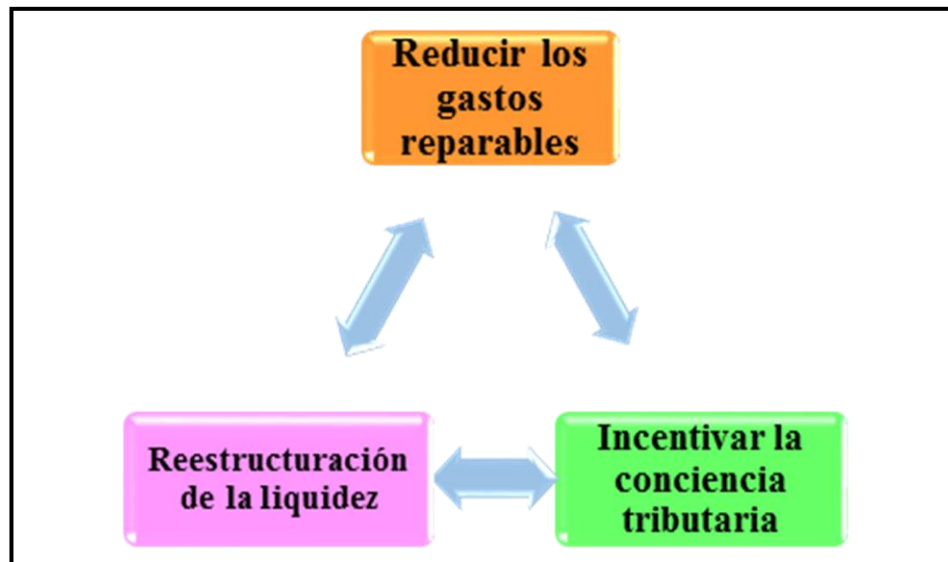 Reducir los
gastos
reparables
Reestructuración
de la liquidez
Incentivar la
conciencia
tributaria